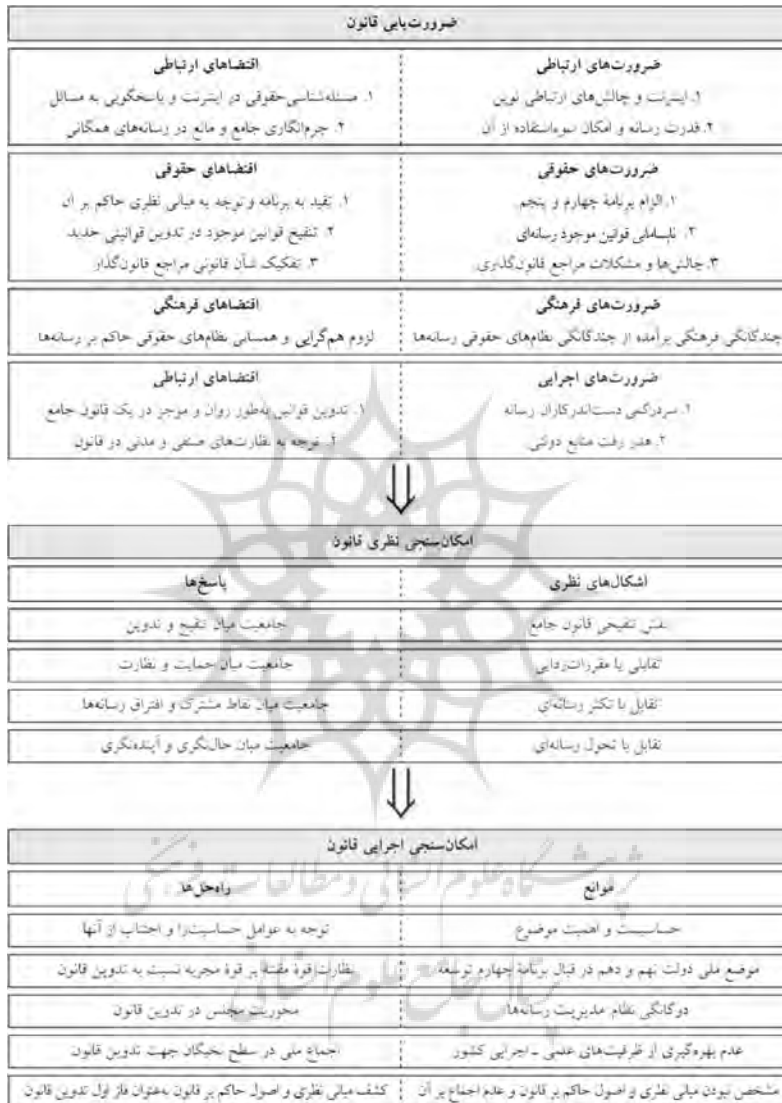 ضرورت‌یابی قانون
ضرورت‌های ارتباطی
۱. اینترنت و چالش‌های ارتباطی نوین
۲. قدرت رسانه و امکان سوءاستفاده از آن
اقتضاهای ارتباطی
۱. مسئله‌شناسی حقوقی در اینترنت و پاسخگویی به مسائل
۲. جرم‌انگاری جامع و مانع در رسانه‌های همگانی
ضرورت‌های حقوقی
۱. الزام برنامهٔ چهارم و پنجم
۲. نابسامانی قوانین موجود رسانه‌ای
۳. چالش‌ها و مشکلات مراجع قانون‌گذاری
اقتضاهای حقوقی
۱. تقید به برنامه و توجه به مبانی نظری حاکم بر آن
۲. تنقیح قوانین موجود در تدوین قوانینی جدید
۳. تفکیک شأن قانونی مراجع قانون‌گذار
ضرورت‌های فرهنگی
چندگانگی فرهنگی برآمده از چندگانگی نظام‌های حقوقی رسانه‌ها
اقتضاهای فرهنگی
لزوم هم‌گرایی و همسانی نظام‌های حقوقی حاکم بر رسانه‌ها
ضرورت‌های اجرایی
۱. سردرگمی دست‌اندرکاران رسانه
۲. هدر رفت منابع دولتی
اقتضاهای ارتباطی
۱. تدوین قوانین به‌طور روان و موجز در یک قانون جامع
۲. توجه به نظارت‌های صنفی و مدنی در قانون
امکان‌سنجی نظری قانون
اشکال‌های نظری
پاسخ‌ها
نقش تنقیحی قانون جامع
جامعیت میان تنقیح و تدوین
تقابلی با مقررات‌زدایی
جامعیت میان حمایت و نظارت
تقابل با تکثر رسانه‌ای
جامعیت میان نقاط مشترک و افتراق رسانه‌ها
تقابل با تحول رسانه‌ای
جامعیت میان حال‌نگری و آینده‌نگری
امکان‌سنجی اجرایی قانون
موانع
راه‌حل‌ها
حساسیت و اهمیت موضوع
توجه به عوامل حساسیت‌زا و اجتناب از آنها
موضع ملی دولت نهم و دهم در قبال برنامهٔ چهارم توسعه
نظارت قوهٔ مقننه بر قوهٔ مجریه نسبت به تدوین قانون
دوگانگی نظام مدیریت رسانه‌ها
محوریت مجلس در تدوین قانون
عدم بهره‌گیری از ظرفیت‌های علمی ـ اجرایی کشور
اجماع ملی در سطح نخبگان جهت تدوین قانون
مشخص نبودن مبانی نظری و اصول حاکم بر قانون و عدم اجماع بر آن
کشف مبانی نظری و اصول حاکم بر قانون به‌عنوان فاز اول تدوین قانون
پژوهشگاه علوم انسانی و مطالعات فرهنگی
پرتال جامع علوم انسانی